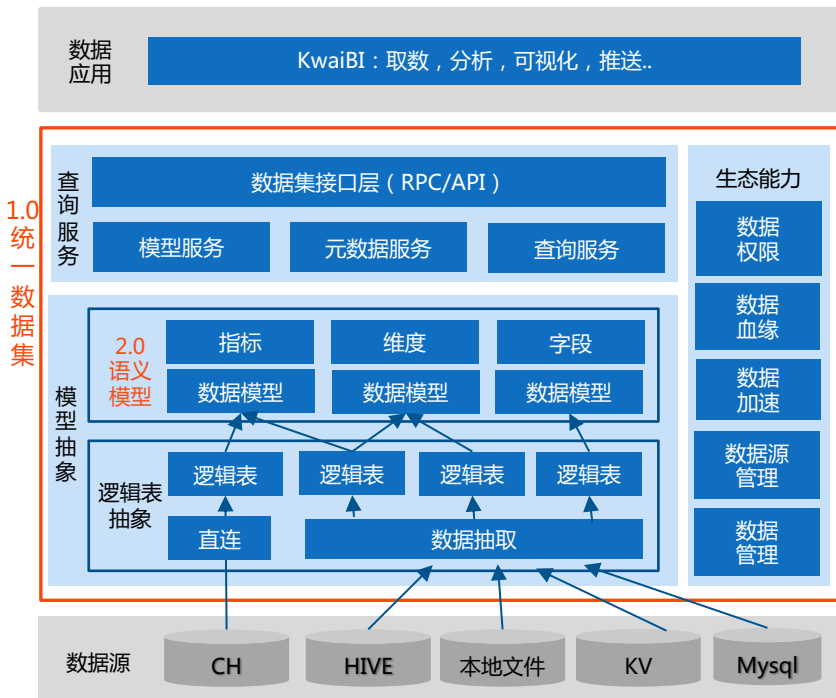 数据
应用
KwaiBI：取数，分析，可视化，推送..
1.0
统
一
数
据
集
查
询
服
务
数据集接口层（RPC/API）
模型服务
元数据服务
查询服务
模
型
抽
象
2.0
语义
模型
指标
维度
字段
数据模型
数据模型
数据模型
逻辑表
抽象
逻辑表
逻辑表
逻辑表
逻辑表
直连
数据抽取
生态能力
数据
权限
数据
血缘
数据
加速
数据源
管理
数据
管理
数据源
CH
HIVE
本地文件
KV
Mysql